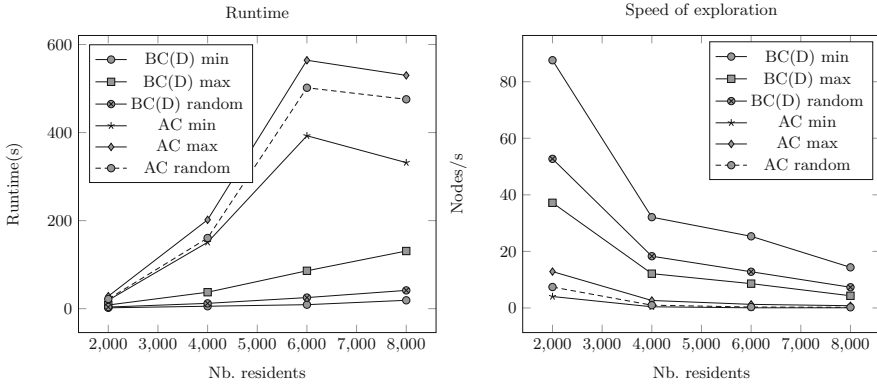 Runtime
600
400
200
0
Runtime(s)
BC(D) min
BC(D) max
BC(D) random
AC min
AC max
AC random
2,000 3,000 4,000 5,000 6,000 7,000 8,000
Nb. residents
Speed of exploration
80
60
40
20
0
Nodes/s
BC(D) min
BC(D) max
BC(D) random
AC min
AC max
AC random
2,000 3,000 4,000 5,000 6,000 7,000 8,000
Nb. residents